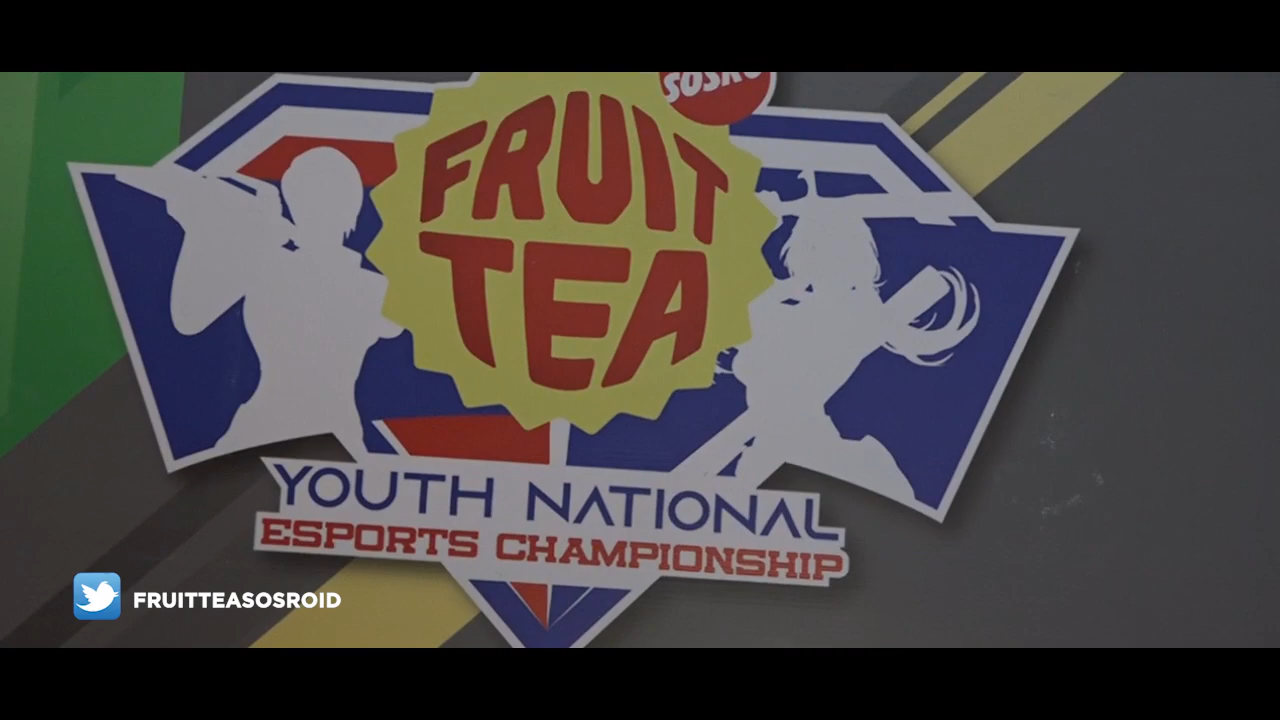 FRUIT
TEA
YOUTH NATIONAL
ESPORTS CHAMPIONSHIP
FRUITTEASOSROID